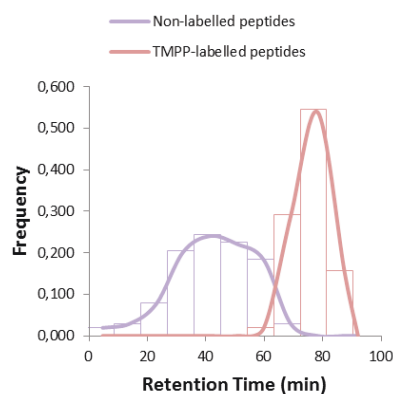 Non-labelled peptides
TMPP-labelled peptides
0,600
0,500
0,400
0,300
0,200
0,100
0,000
Frequency
0 20 40 60 80 100
Retention Time (min)